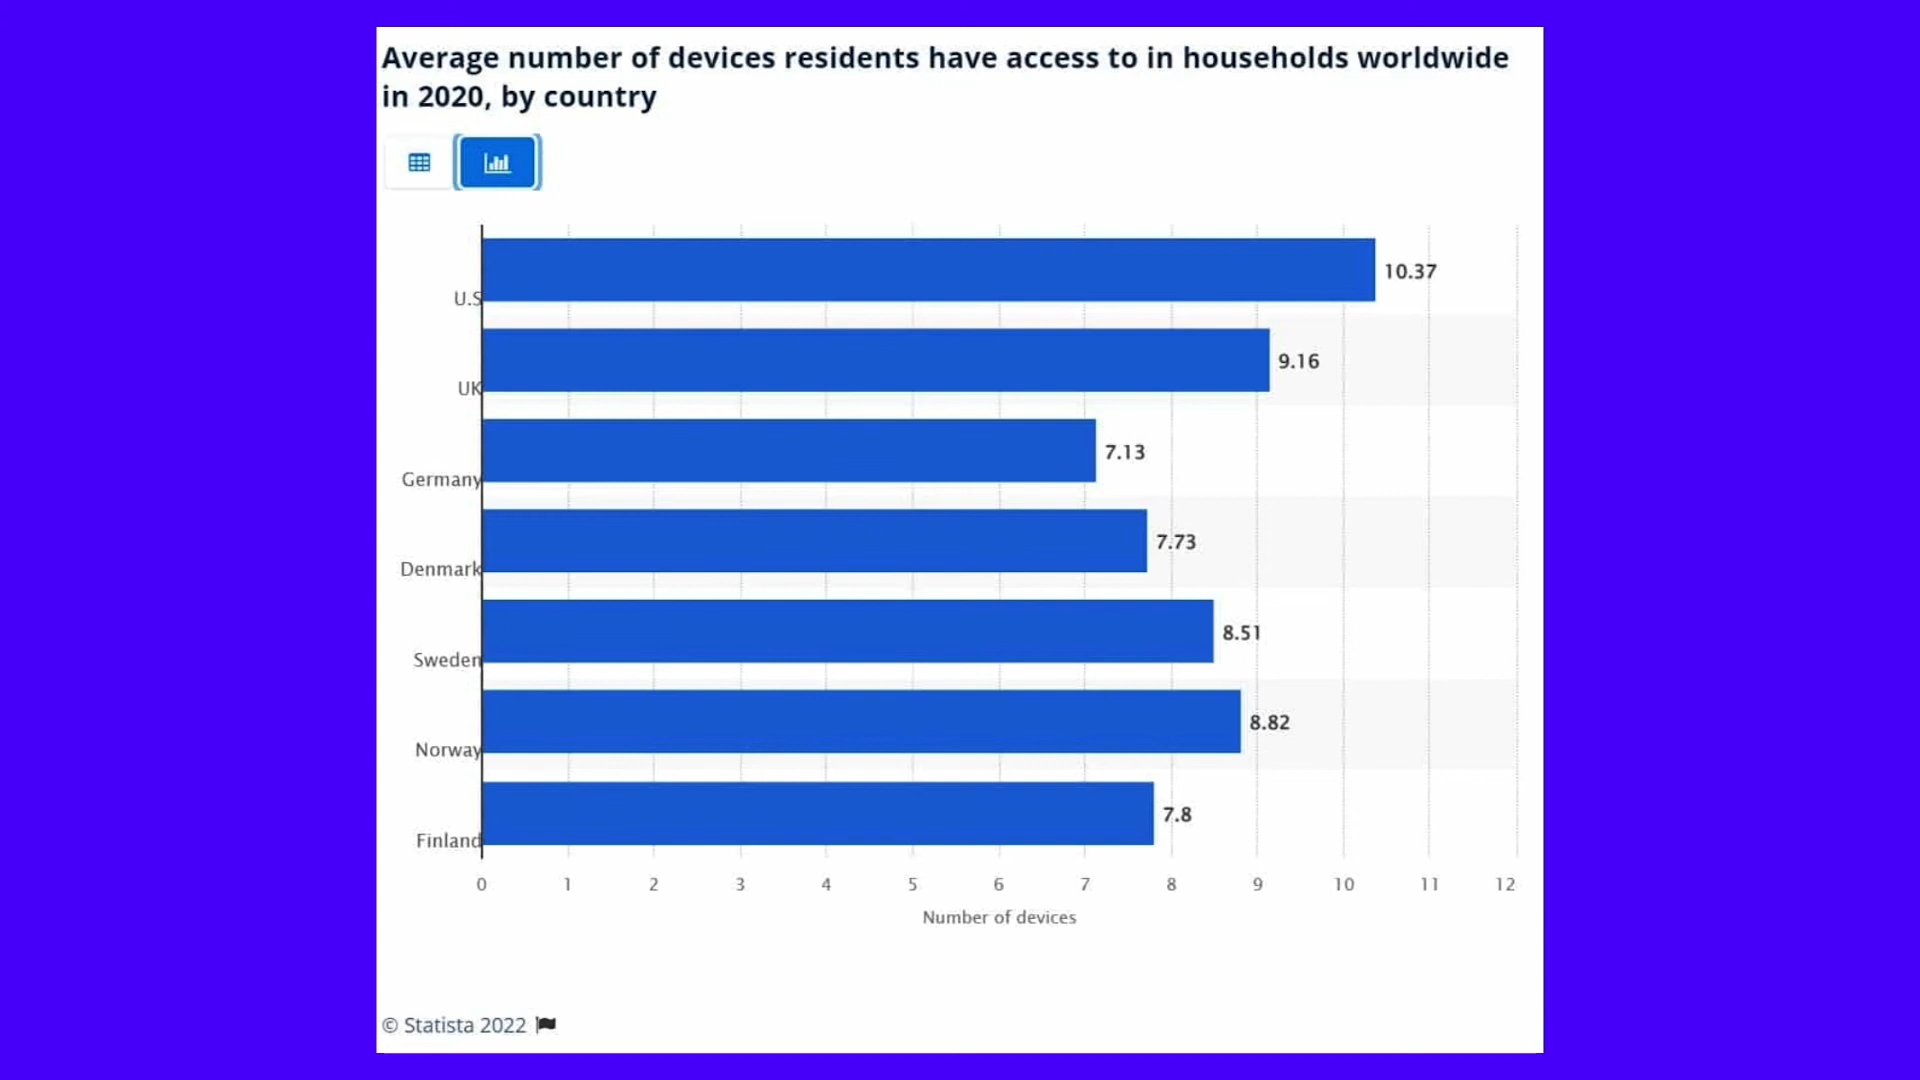 Average number of devices residents have access to in households worldwide
in 2020, by country
U.S
10.37
UK
9.16
Germany
7.13
Denmark
7.73
Sweden
8.51
Norway
8.82
Finland
7.8
0 1 2 3 4 5 6 7 8 9 10 11 12
Number of devices
© Statista 2022